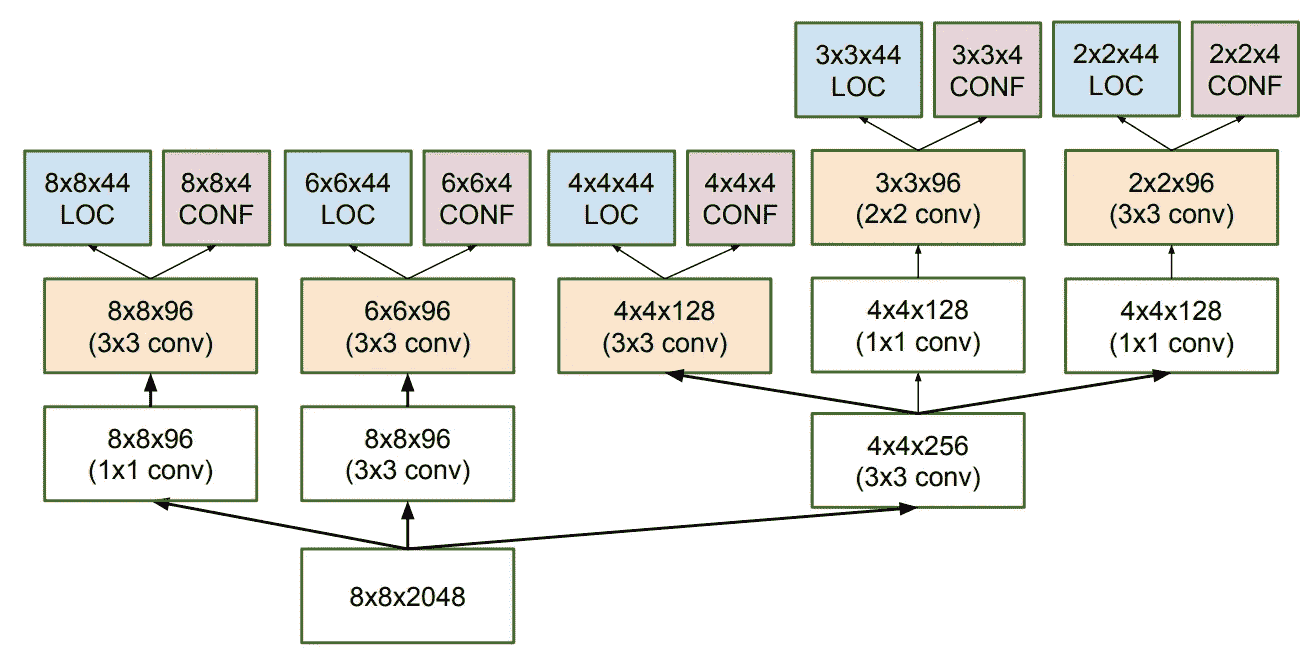 3x3x44
LOC
3x3x4
CONF
2x2x44
LOC
2x2x4
CONF
8x8x44
LOC
8x8x4
CONF
6x6x44
LOC
6x6x4
CONF
4x4x44
LOC
4x4x4
CONF
3x3x96
(2x2 conv)
2x2x96
(3x3 conv)
8x8x96
(3x3 conv)
6x6x96
(3x3 conv)
4x4x128
(3x3 conv)
4x4x128
(1x1 conv)
4x4x128
(1x1 conv)
8x8x96
(1x1 conv)
8x8x96
(3x3 conv)
4x4x256
(3x3 conv)
8x8x2048